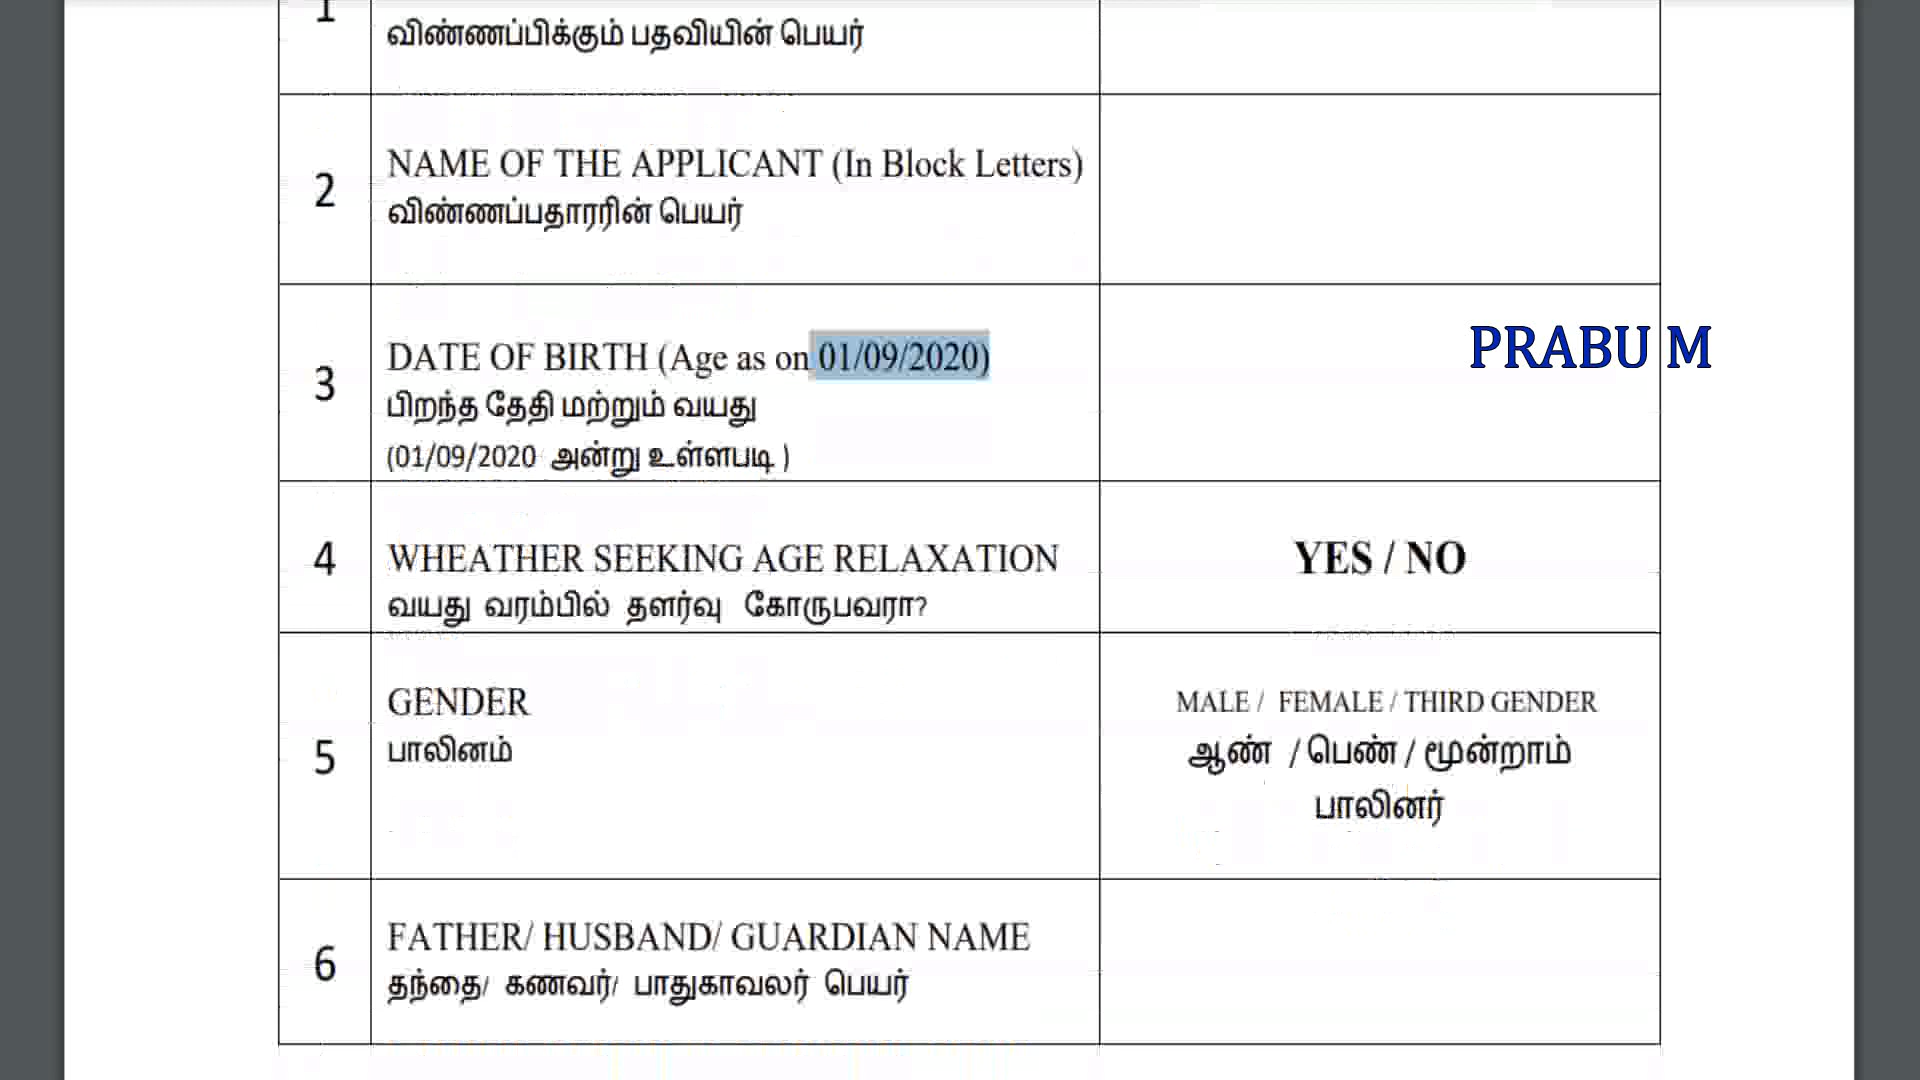 1
விண்ணப்பிக்கும் பதவியின் பெயர்
2
NAME OF THE APPLICANT (In Block Letters)
விண்ணப்பதாரரின் பெயர்
3
DATE OF BIRTH (Age as on 01/09/2020)
பிறந்த தேதி மற்றும் வயது
(01/09/2020 அன்று உள்ளபடி )
PRABU M
4
WHEATHER SEEKING AGE RELAXATION
வயது வரம்பில் தளர்வு கோருபவரா?
YES / NO
5
GENDER
பாலினம்
MALE / FEMALE / THIRD GENDER
ஆண் / பெண் / மூன்றாம்
பாலினர்
6
FATHER/ HUSBAND/ GUARDIAN NAME
தந்தை/ கணவர்/ பாதுகாவலர் பெயர்